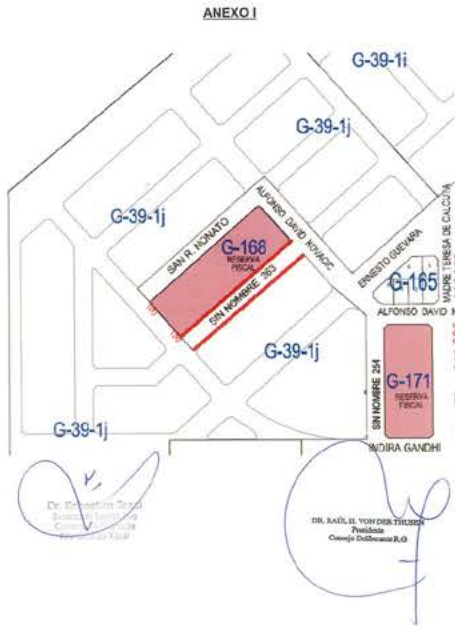 ANEXO I
G-39-1i
G-39-1j
G-39-1j
SAN R. NONATO
ALFONSO DAVID KOVACIC
G-168
RESERVA
FISCAL
SIN NOMBRE 263
ERNESTO GUEVARA
MADRE TERESA DE CALCUTA
G-165
ALFONSO DAVID
G-39-1j
SIN NOMBRE 254
G-171
RESERVA
FISCAL
G-39-1j
INDIRA GANDHI
DR. RAÚL H. VON DER THUSEN
Presidente
Concejo Deliberante R.G